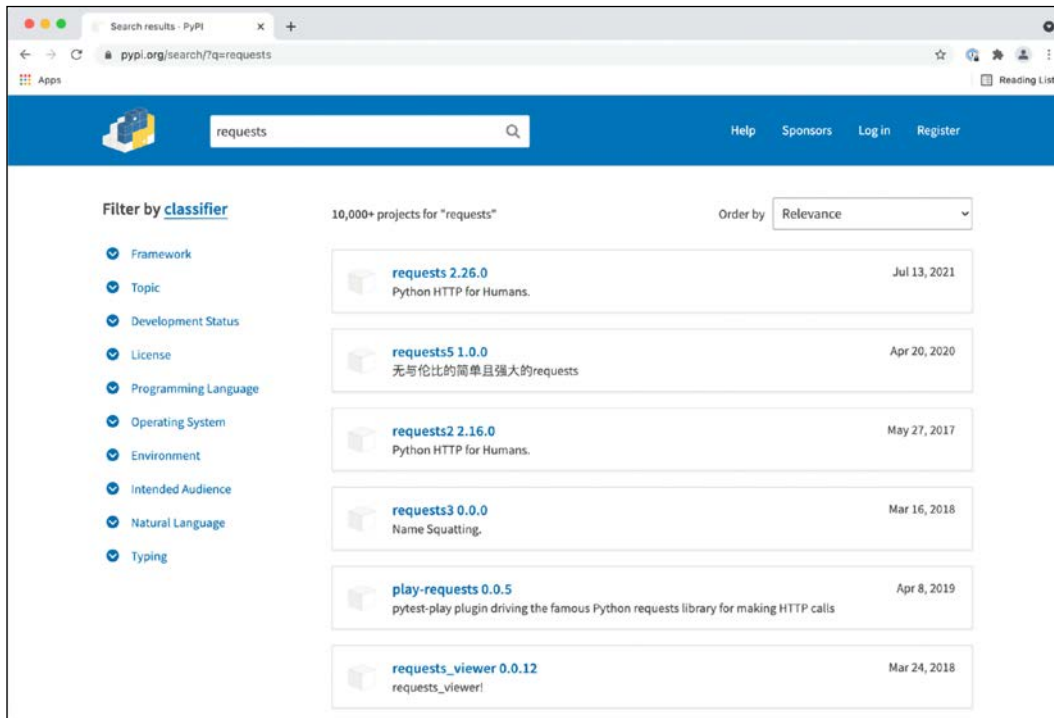 Search results · PyPI
pypi.org/search/?q=requests
Apps
Reading List
requests
Help Sponsors Log in Register
Filter by classifier
Framework
Topic
Development Status
License
Programming Language
Operating System
Environment
Intended Audience
Natural Language
Typing
10,000+ projects for "requests"
Order by Relevance
requests 2.26.0
Jul 13, 2021
Python HTTP for Humans.
requests5 1.0.0
Apr 20, 2020
无与伦比的简单且强大的requests
requests2 2.16.0
May 27, 2017
Python HTTP for Humans.
requests3 0.0.0
Mar 16, 2018
Name Squatting.
play-requests 0.0.5
Apr 8, 2019
pytest-play plugin driving the famous Python requests library for making HTTP calls
requests_viewer 0.0.12
Mar 24, 2018
requests_viewer!